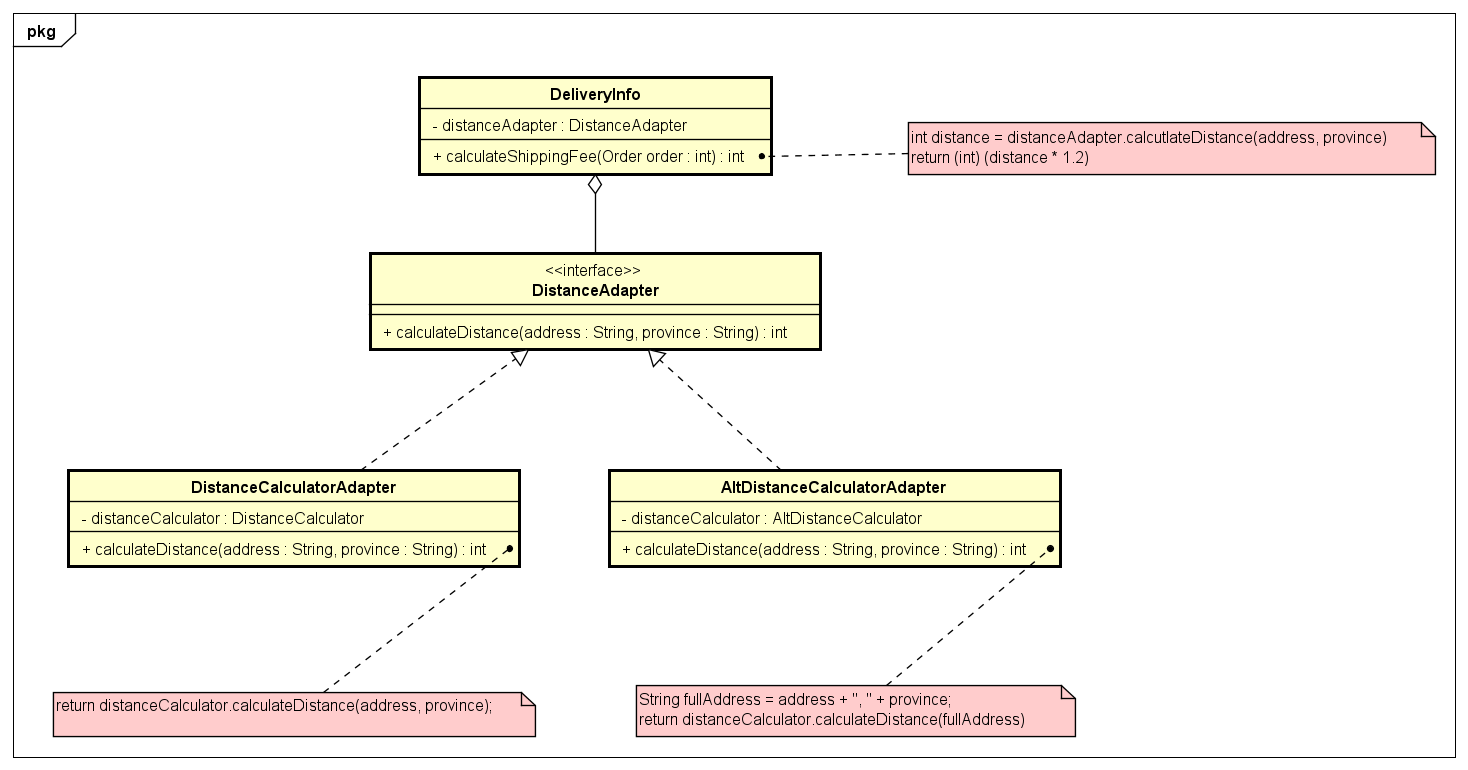 pkg
DeliveryInfo
- distanceAdapter : DistanceAdapter
+ calculateShippingFee(Order order : int) : int
int distance = distanceAdapter.calcutlateDistance(address, province)
return (int) (distance * 1.2)
<<interface>>
DistanceAdapter
+ calculateDistance(address : String, province : String) : int
DistanceCalculatorAdapter
- distanceCalculator : DistanceCalculator
+ calculateDistance(address : String, province : String) : int
AltDistanceCalculatorAdapter
- distanceCalculator : AltDistanceCalculator
+ calculateDistance(address : String, province : String) : int
return distanceCalculator.calculateDistance(address, province);
String fullAddress = address + ", " + province;
return distanceCalculator.calculateDistance(fullAddress)